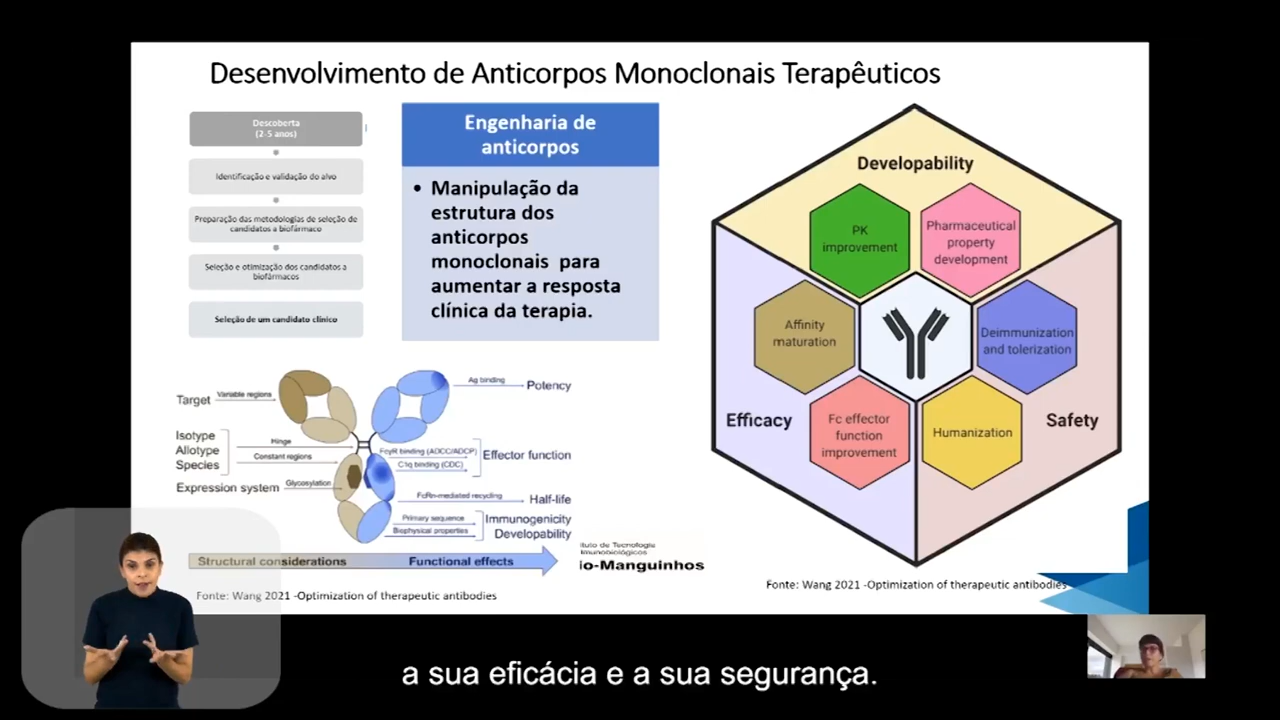 Desenvolvimento de Anticorpos Monoclonais Terapêuticos
Descoberta
(2-5 anos)
Identificação e validação do alvo
Preparação das metodologias de seleção de
candidatos a biofármaco
Seleção e otimização dos candidatos a
biofármacos
Seleção de um candidato clínico
Engenharia de
anticorpos
• Manipulação da
estrutura dos
anticorpos
monoclonais para
aumentar a resposta
clínica da terapia.
Developability
PK
improvement
Pharmaceutical
property
development
Affinity
maturation
Deimmunization
and tolerization
Efficacy
Fc effector
function
improvement
Humanization
Safety
Target
Variable regions
Ag binding
Potency
Isotype
Allotype
Species
Hinge
Constant regions
FcγR binding (ADCC/ADCP)
C1q binding (CDC)
Effector function
Expression system
Glycosylation
FcRn-mediated recycling
Half-life
Primary sequence
Biophysical properties
Immunogenicity
Developability
Structural considerations
Functional effects
ituto de Tecnologia
Imunobiológicos
io-Manguinhos
Fonte: Wang 2021 -Optimization of therapeutic antibodies
Fonte: Wang 2021 -Optimization of therapeutic antibodies
a sua eficácia e a sua segurança.